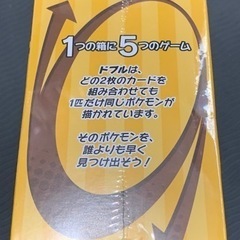 1つの箱に5つのゲーム
ドブルは、
どの2枚のカードを
組み合わせても
1匹だけ同じポケモンが
描かれています。
そのポケモンを、
誰よりも早く
見つけ出そう!